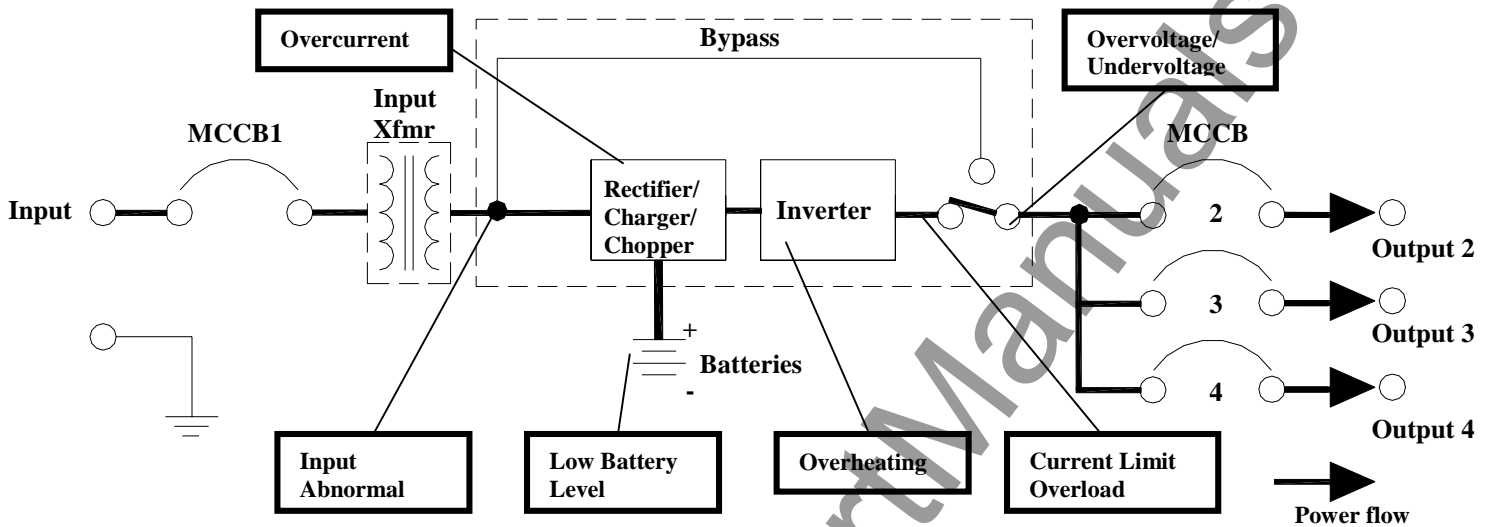 Overcurrent
Bypass
Overvoltage/
Undervoltage
Input
Xfmr
MCCB1
MCCB
Input
Rectifier/
Charger/
Chopper
Inverter
2
Output 2
3
Output 3
+
Batteries
-
4
Output 4
Input
Abnormal
Low Battery
Level
Overheating
Current Limit
Overload
Power flow
rtManuals